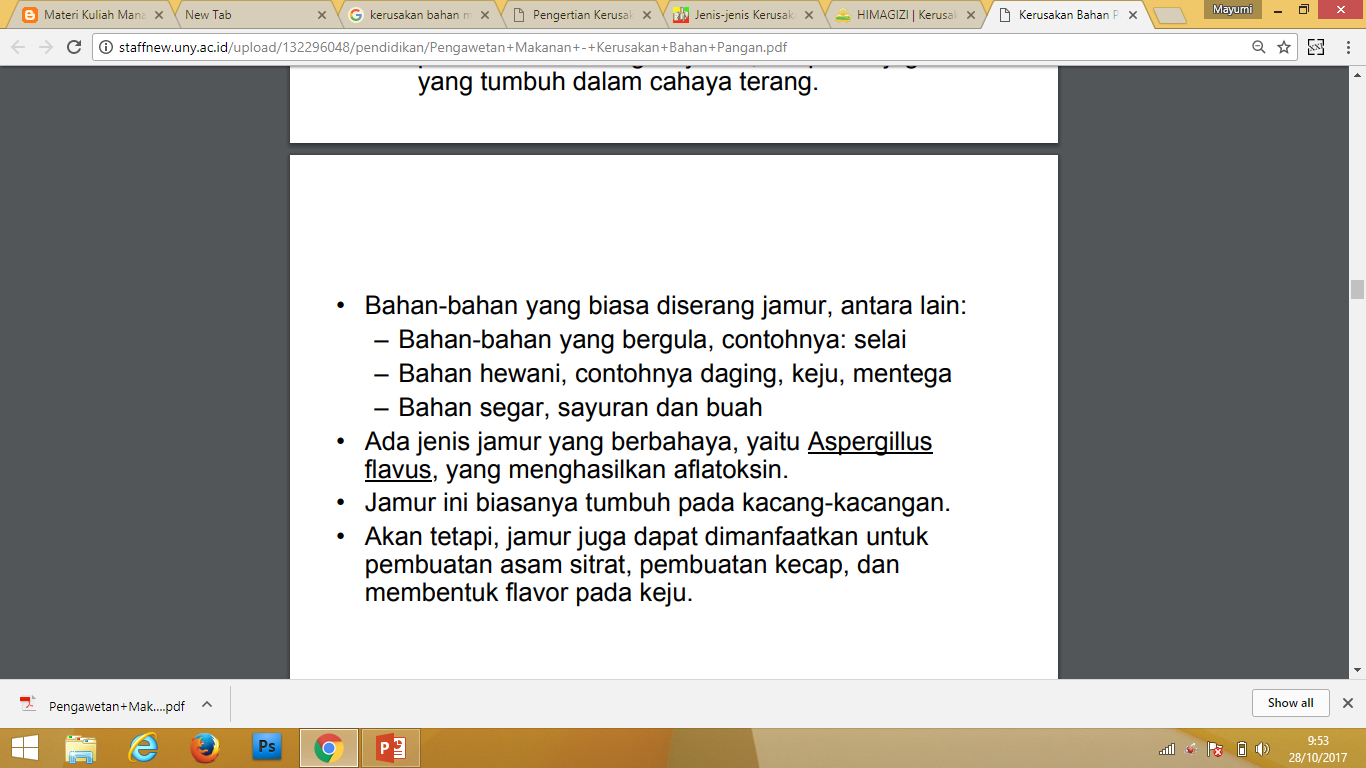 Materi Kuliah Mana
New Tab
kerusakan bahan m
Pengertian Kerusak
Jenis-jenis Kerusak
HIMAGIZI | Kerusak
Kerusakan Bahan P
Mayumi
staffnew.uny.ac.id/upload/132296048/pendidikan/Pengawetan+Makanan+-+Kerusakan+Bahan+Pangan.pdf
yang tumbuh dalam cahaya terang.
• Bahan-bahan yang biasa diserang jamur, antara lain:
– Bahan-bahan yang bergula, contohnya: selai
– Bahan hewani, contohnya daging, keju, mentega
– Bahan segar, sayuran dan buah
• Ada jenis jamur yang berbahaya, yaitu Aspergillus
flavus, yang menghasilkan aflatoksin.
• Jamur ini biasanya tumbuh pada kacang-kacangan.
• Akan tetapi, jamur juga dapat dimanfaatkan untuk
pembuatan asam sitrat, pembuatan kecap, dan
membentuk flavor pada keju.
Pengawetan+Mak....pdf
Show all
Ps
9:53
28/10/2017